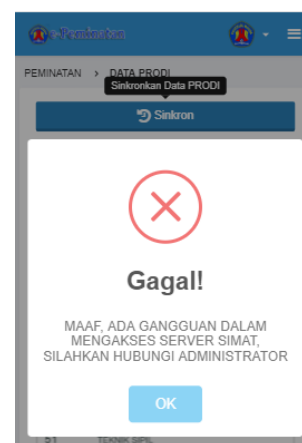 e-Peminatan
PEMINATAN > DATA PRODI
Sinkronkan Data PRODI
Sinkron
Gagal!
MAAF, ADA GANGGUAN DALAM
MENGAKSES SERVER SIMAT,
SILAHKAN HUBUNGI ADMINISTRATOR
OK
51 TEKNIK SIPIL